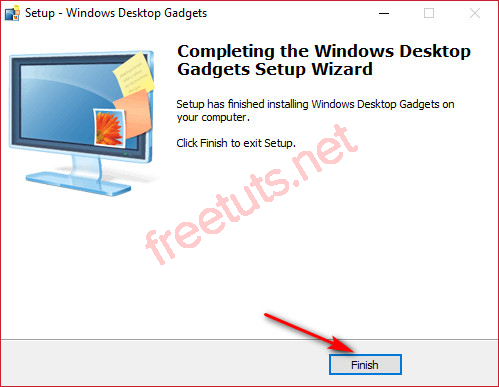 Setup - Windows Desktop Gadgets
Completing the Windows Desktop
Gadgets Setup Wizard
Setup has finished installing Windows Desktop Gadgets on
your computer.
Click Finish to exit Setup.
freetuts.net
Finish